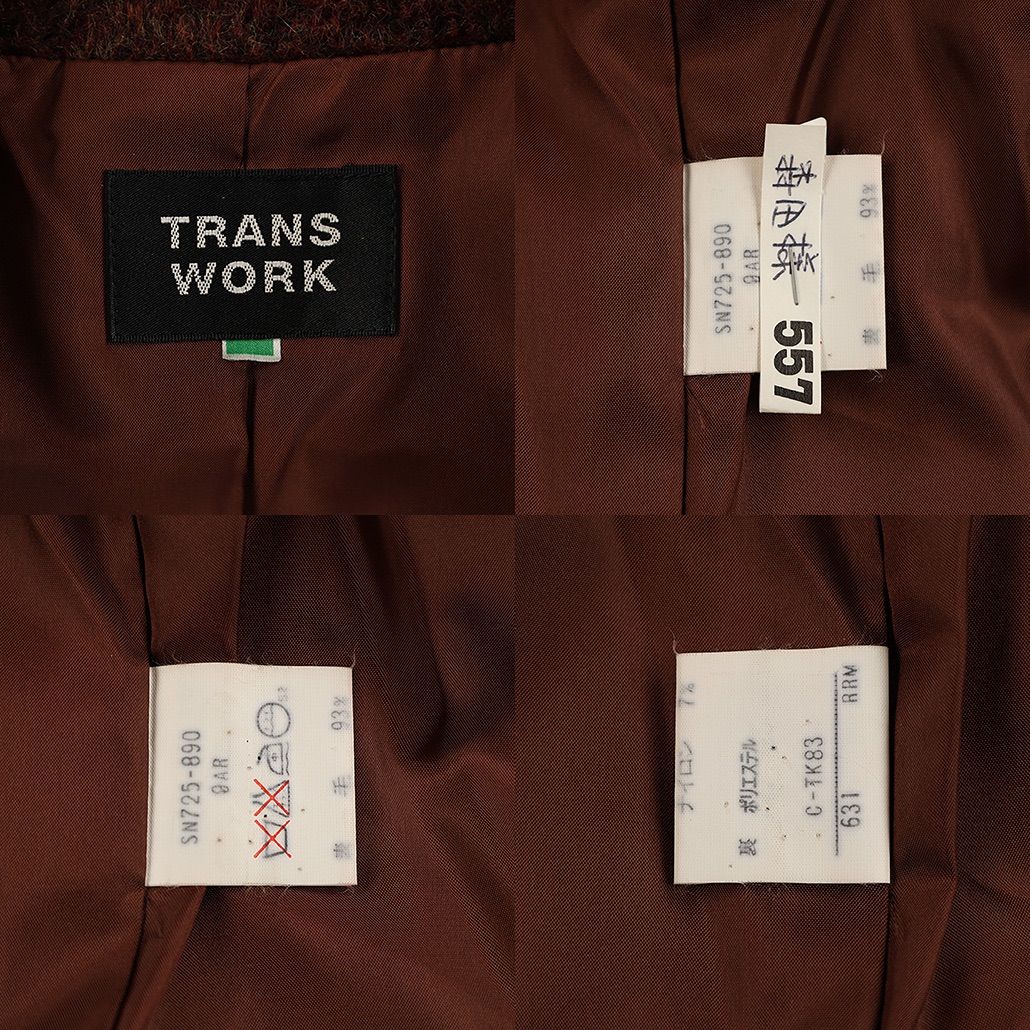 TRANS
WORK
村田様
557
SN725-890
9AR
表 毛 93%
SN725-890
9AR
表 毛 93%
ナイロン 7%
裏 ポリエステル
C-TK83
631 RRM